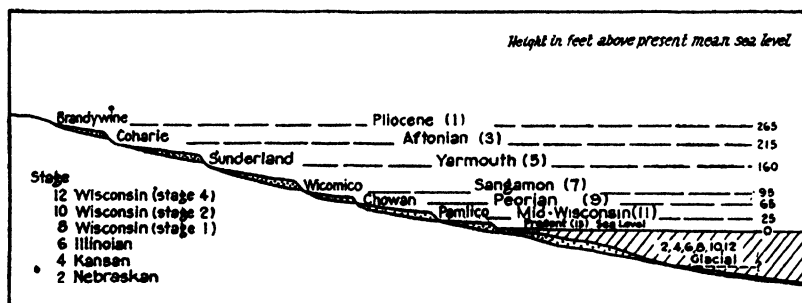 Height in feet above present mean sea level
Brandywine Pliocene (1) 265
Coharie Aftonian (3) 215
Sunderland Yarmouth (5) 160
Wicomico Sangamon (7) 95
Chowan Peorian (9) 65
Pamlico Mid-Wisconsin (11) 25
Present (13) Sea Level 0
2,4,6,8,10,12
Glacial
Stage
12 Wisconsin (stage 4)
10 Wisconsin (stage 2)
8 Wisconsin (stage 1)
6 Illinoian
4 Kansan
2 Nebraskan